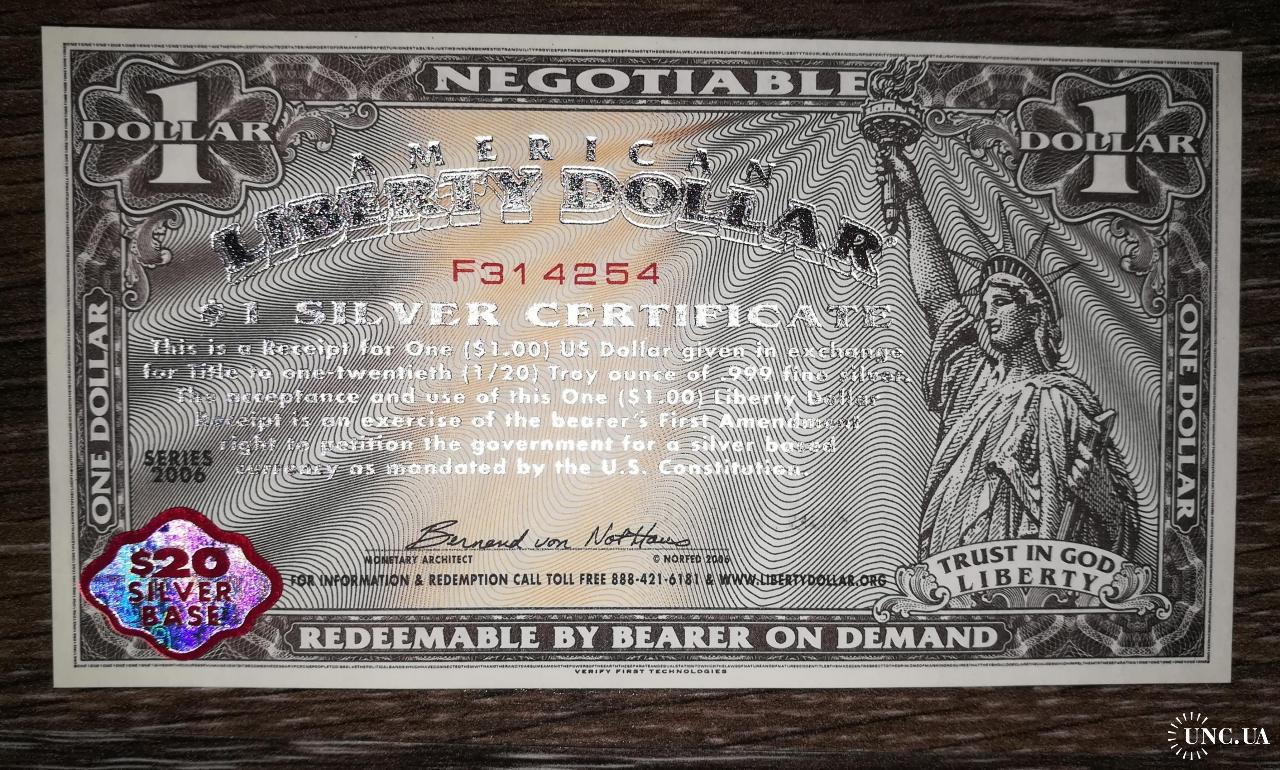 NEGOTIABLE
1
DOLLAR
1
DOLLAR
AMERICAN
LIBERTY DOLLAR
F314254
$1 SILVER CERTIFICATE
This is a Receipt for One ($1.00) US Dollar given in exchange
for title to one-twentieth (1/20) Troy ounce of .999 fine silver.
The acceptance and use of this One ($1.00) Liberty Dollar
Receipt is an exercise of the bearer's First Amendment
right to petition the government for a silver based
currency as mandated by the U.S. Constitution.
ONE DOLLAR
ONE DOLLAR
SERIES
2006
$20
SILVER
BASE
Bernard von NotHaus
MONETARY ARCHITECT
© NORFED 2006
FOR INFORMATION & REDEMPTION CALL TOLL FREE 888-421-6181 & WWW.LIBERTYDOLLAR.ORG
TRUST IN GOD
LIBERTY
REDEEMABLE BY BEARER ON DEMAND
VERIFY FIRST TECHNOLOGIES
UNC.UA